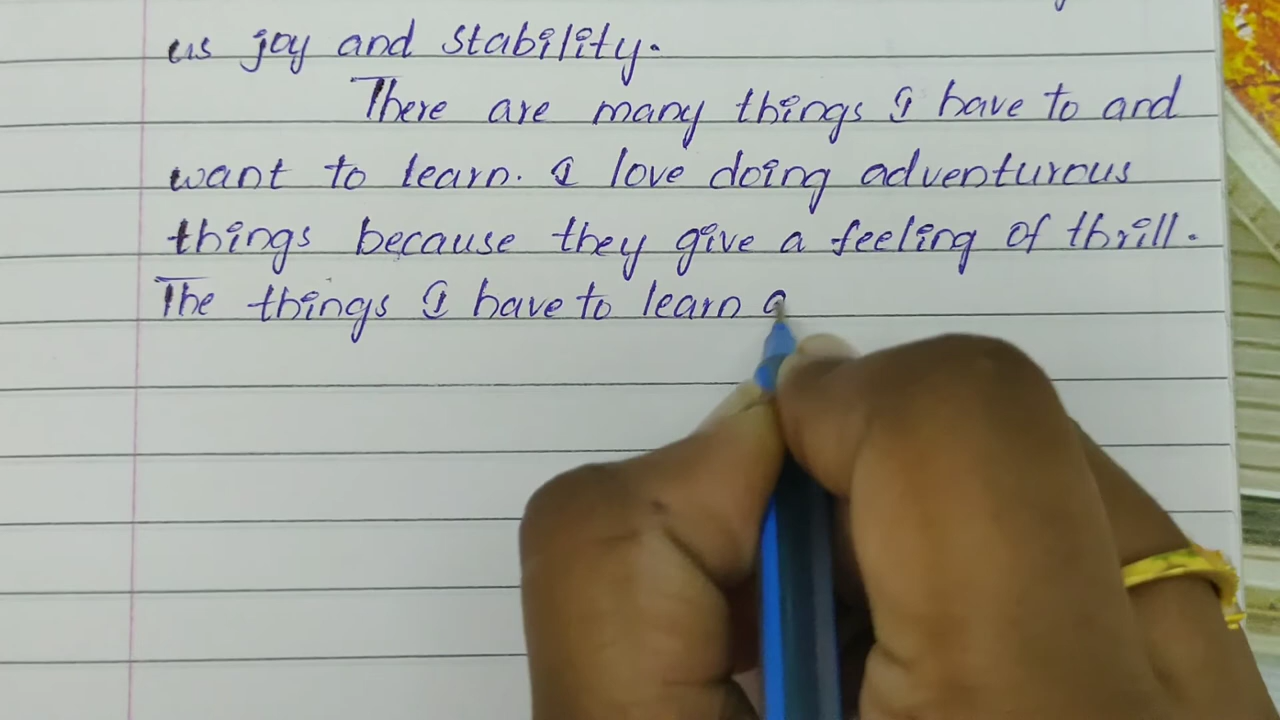 us joy and stability.
There are many things I have to and
want to learn. I love doing adventurous
things because they give a feeling of thrill.
The things I have to learn a